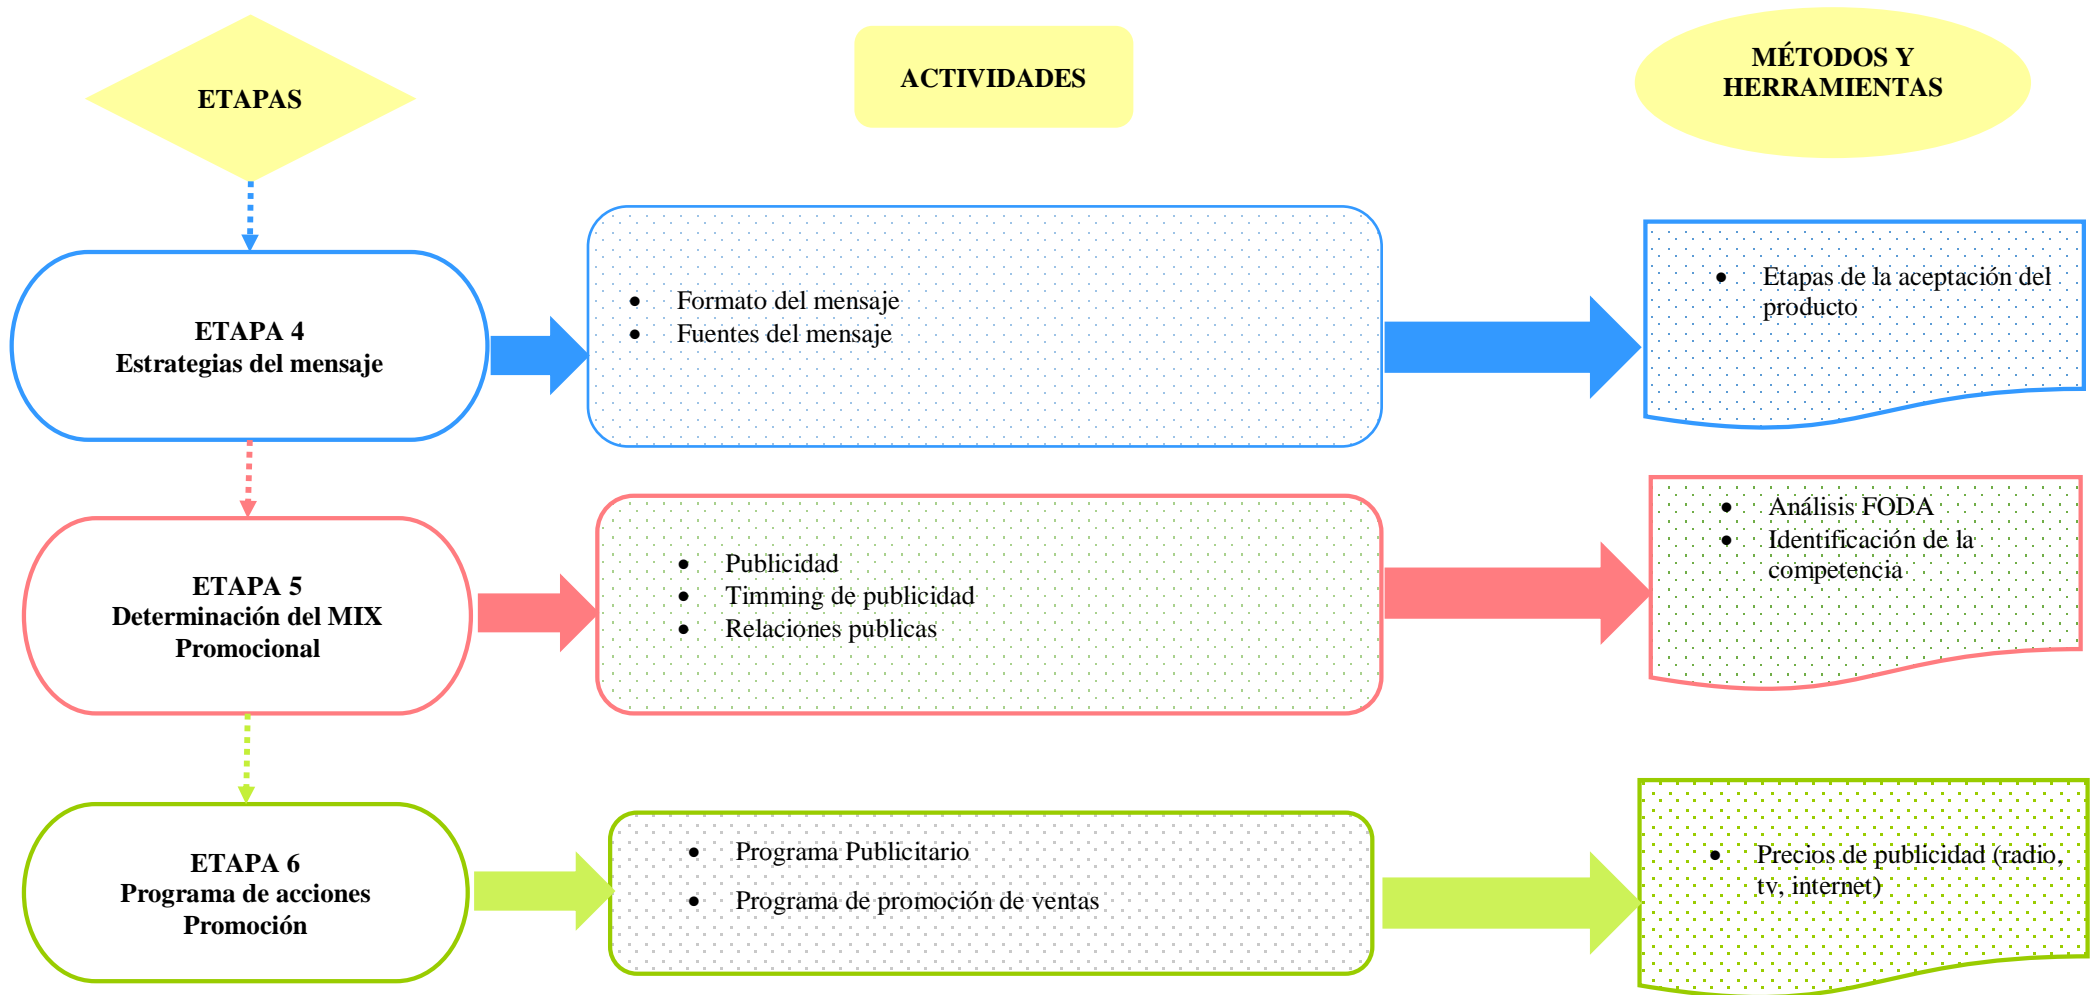 ETAPAS
ACTIVIDADES
MÉTODOS Y
HERRAMIENTAS
ETAPA 4
Estrategias del mensaje
• Formato del mensaje
• Fuentes del mensaje
• Etapas de la aceptación del
producto
ETAPA 5
Determinación del MIX
Promocional
• Publicidad
• Timming de publicidad
• Relaciones publicas
• Análisis FODA
• Identificación de la
competencia
ETAPA 6
Programa de acciones
Promoción
• Programa Publicitario
• Programa de promoción de ventas
• Precios de publicidad (radio,
tv, internet)